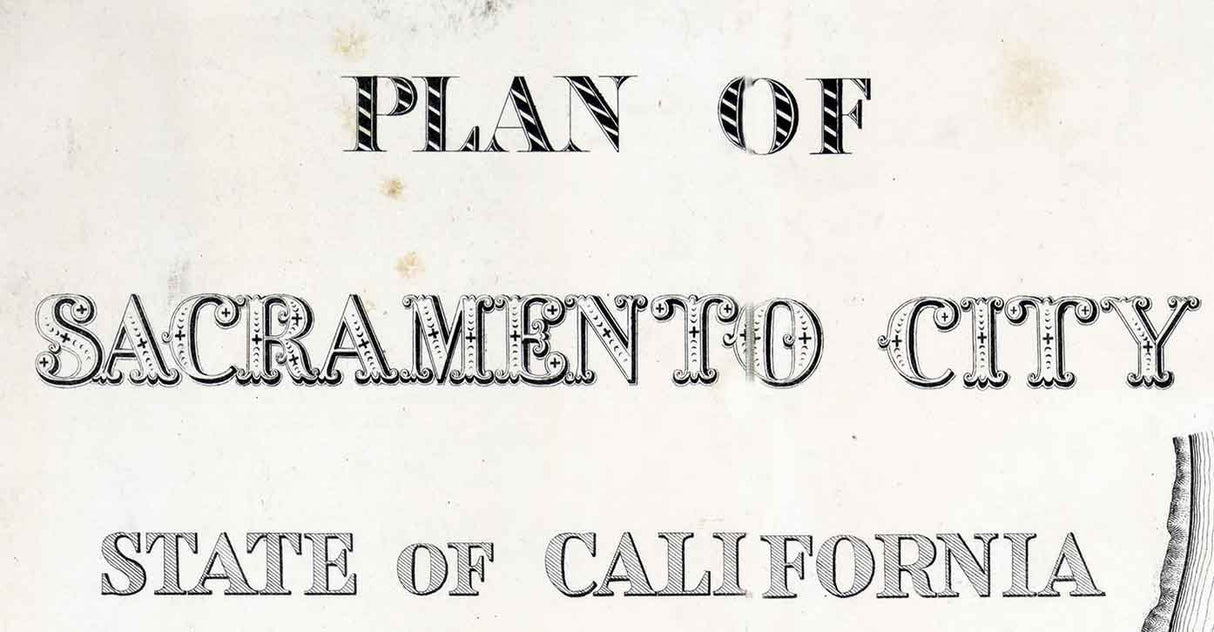 PLAN OF
SACRAMENTO CITY
STATE OF CALIFORNIA